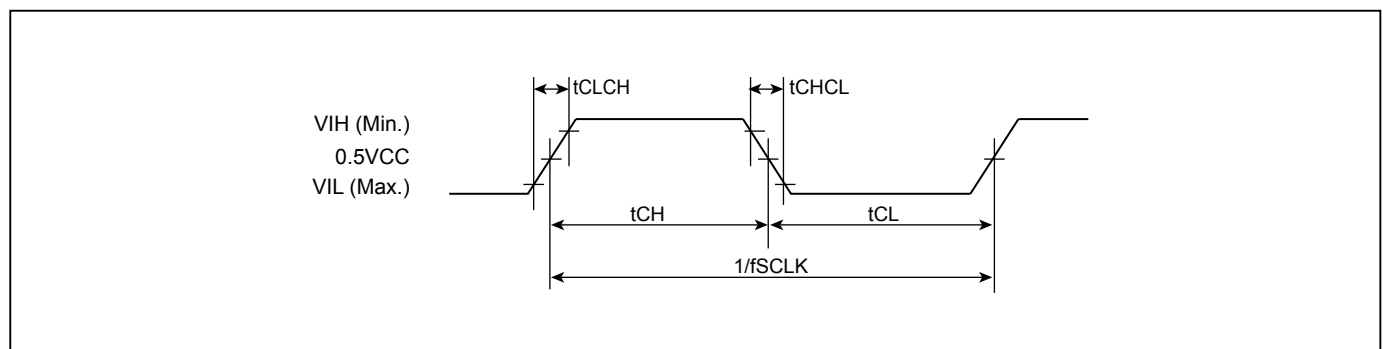 tCLCH
tCHCL
VIH (Min.)
0.5VCC
VIL (Max.)
tCH
tCL
1/fSCLK